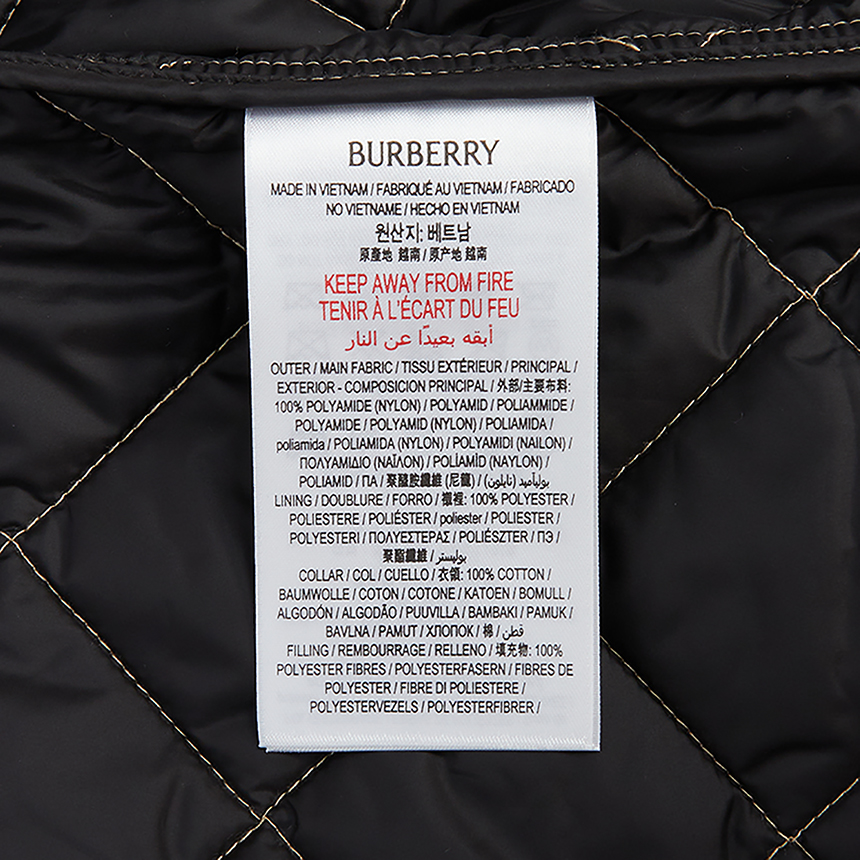 BURBERRY
MADE IN VIETNAM / FABRIQUÉ AU VIETNAM / FABRICADO
NO VIETNAME / HECHO EN VIETNAM
원산지: 베트남
原產地 越南 / 原产地 越南
KEEP AWAY FROM FIRE
TENIR À L'ÉCART DU FEU
أبقه بعيدًا عن النار
OUTER / MAIN FABRIC / TISSU EXTÉRIEUR / PRINCIPAL /
EXTERIOR - COMPOSICION PRINCIPAL / 外部/主要布料:
100% POLYAMIDE (NYLON) / POLYAMID / POLIAMMIDE /
POLYAMIDE / POLYAMID (NYLON) / POLIAMIDA /
poliamida / POLIAMIDA (NYLON) / POLYAMIDI (NAILON) /
ΠΟΛΥΑΜΙΔΙΟ (ΝΑΪΛΟΝ) / POLİAMİD (NAYLON) /
POLIAMID / ПА / 聚醯胺纖維 (尼龍) / بولياميد (نايلون)
LINING / DOUBLURE / FORRO / 襯裡: 100% POLYESTER /
POLIESTERE / POLIÉSTER / poliester / POLIESTER /
POLYESTERI / ΠΟΛΥΕΣΤΕΡΑΣ / POLIÉSZTER / ПЭ /
聚酯纖維 / بوليستر
COLLAR / COL / CUELLO / 衣領: 100% COTTON /
BAUMWOLLE / COTON / COTONE / KATOEN / BOMULL /
ALGODÓN / ALGODÃO / PUUVILLA / ΒΑΜΒΑΚΙ / PAMUK /
BAVLNA / PAMUT / ХЛОПОК / 棉 / قطن
FILLING / REMBOURRAGE / RELLENO / 填充物: 100%
POLYESTER FIBRES / POLYESTERFASERN / FIBRES DE
POLYESTER / FIBRE DI POLIESTERE /
POLYESTERVEZELS / POLYESTERFIBRER /